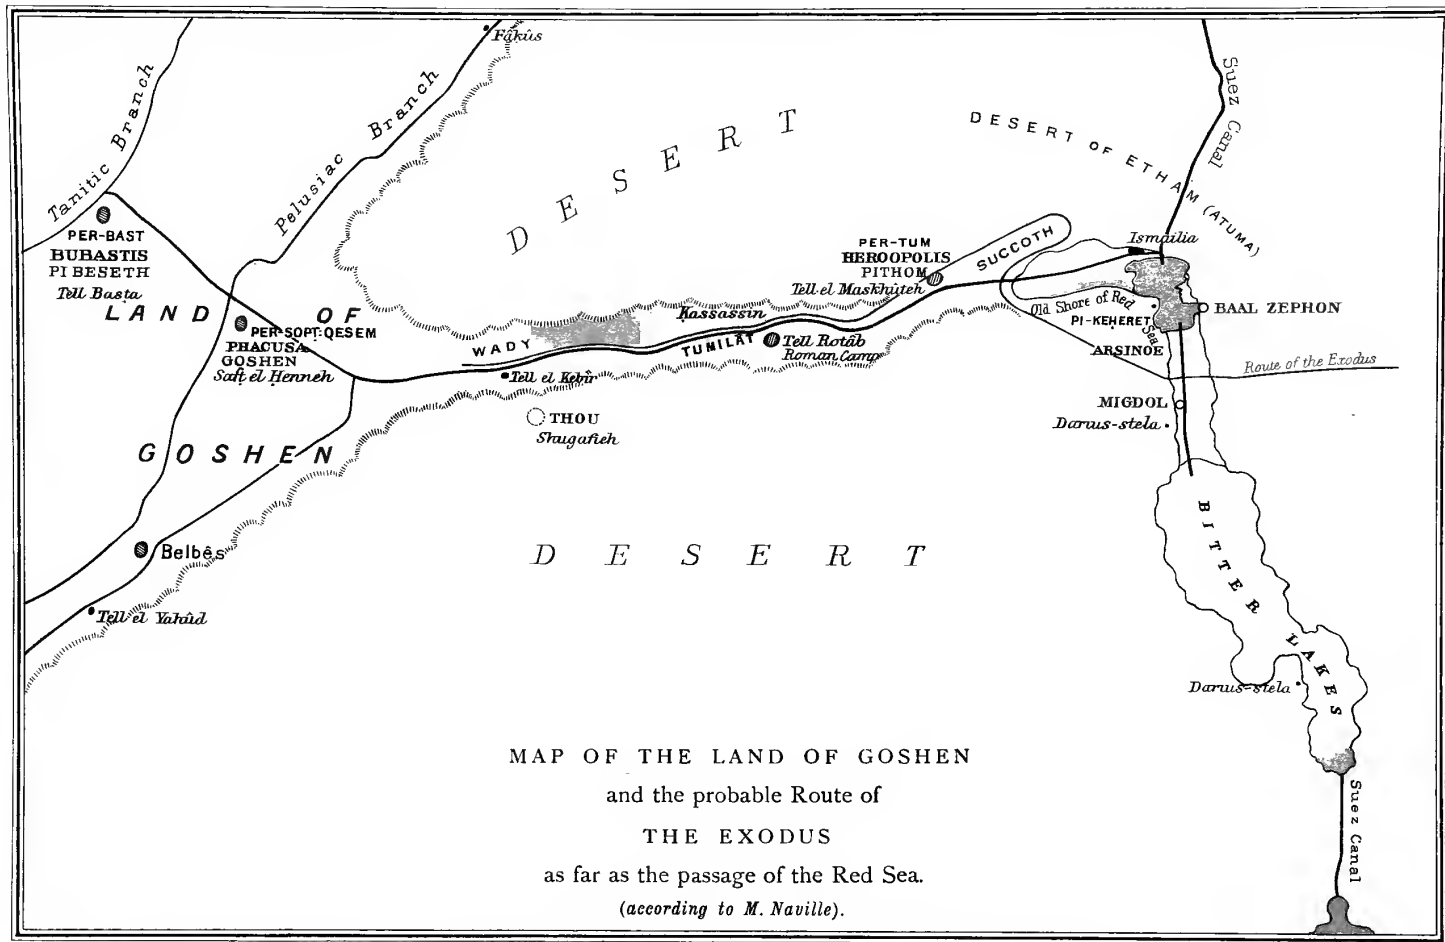 Fâkûs
Tanitic Branch
Pelusiac Branch
DESERT
DESERT OF ETHAM (ATUMA)
Suez Canal
PER-BAST
BUBASTIS
PI BESETH
Tell Basta
LAND OF
GOSHEN
PER-SOPT-QESEM
PHACUSA
GOSHEN
Saft el Henneh
WADY
TUMILÂT
Kassassin
Tell el Kebîr
THOU
Shugafieh
Tell Rotâb
Roman Camp
PER-TUM
HEROOPOLIS
PITHOM
Tell el Maskhûteh
SUCCOTH
Ismaïlia
Old Shore of Red Sea
PI-KEHERET
BAAL ZEPHON
ARSINOE
Route of the Exodus
MIGDOL
Darius-stela
BITTER LAKES
Darius-stela
Suez Canal
Belbês
Tell el Yahûd
DESERT
MAP OF THE LAND OF GOSHEN
and the probable Route of
THE EXODUS
as far as the passage of the Red Sea.
(according to M. Naville).